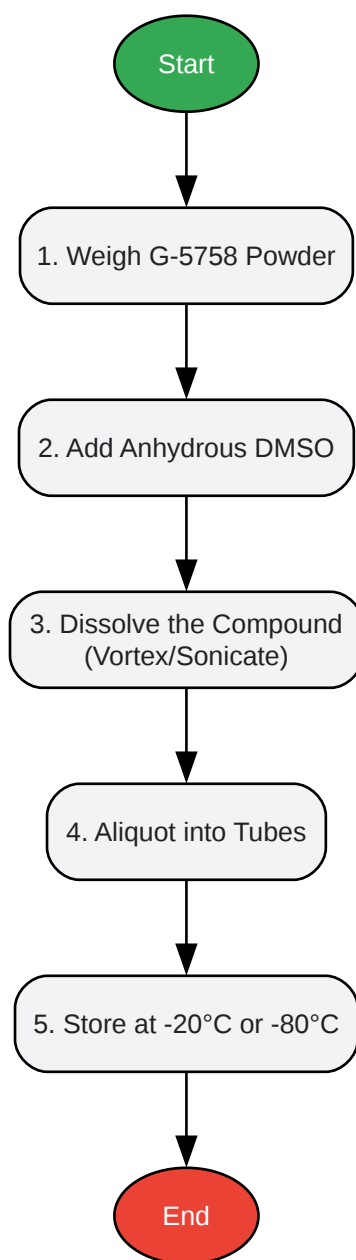 Start
1. Weigh G-5758 Powder
2. Add Anhydrous DMSO
3. Dissolve the Compound
(Vortex/Sonicate)
4. Aliquot into Tubes
5. Store at -20°C or -80°C
End